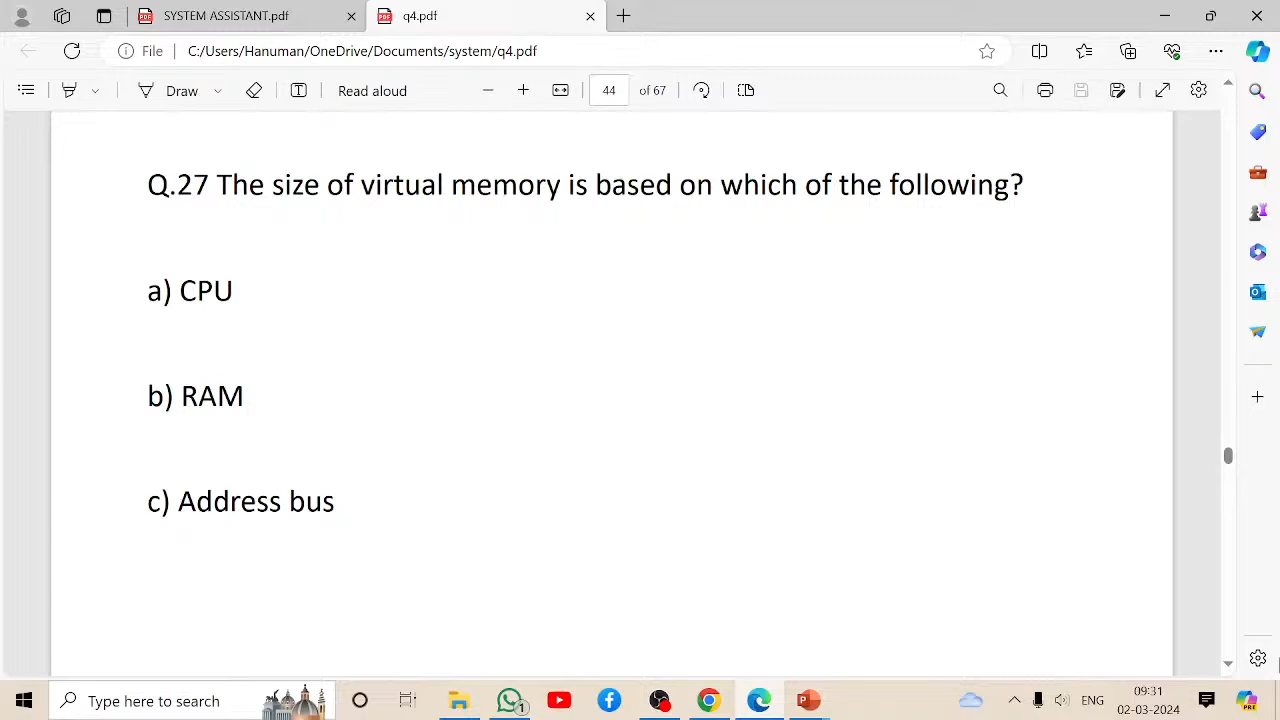 SYSTEM ASSISTANT.pdf
q4.pdf
File
C:/Users/Hanuman/OneDrive/Documents/system/q4.pdf
Draw
Read aloud
44
of 67
Q.27 The size of virtual memory is based on which of the following?
a) CPU
b) RAM
c) Address bus
Type here to search
1
ENG
03:31
02-03-2024